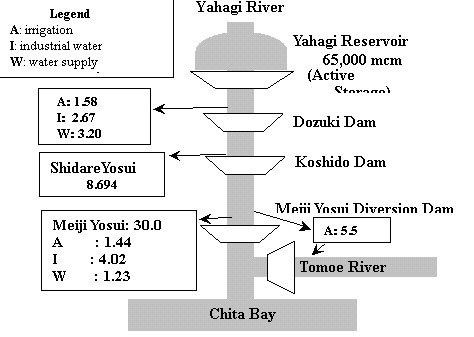 Legend
A: irrigation
I: industrial water
W: water supply
Yahagi River
Yahagi Reservoir
65,000 mcm
(Active
Storage)
A: 1.58
I: 2.67
W: 3.20
Dozuki Dam
ShidareYosui
8.694
Koshido Dam
Meiji Yosui Diversion Dam
Meiji Yosui: 30.0
A : 1.44
I : 4.02
W : 1.23
A: 5.5
Tomoe River
Chita Bay